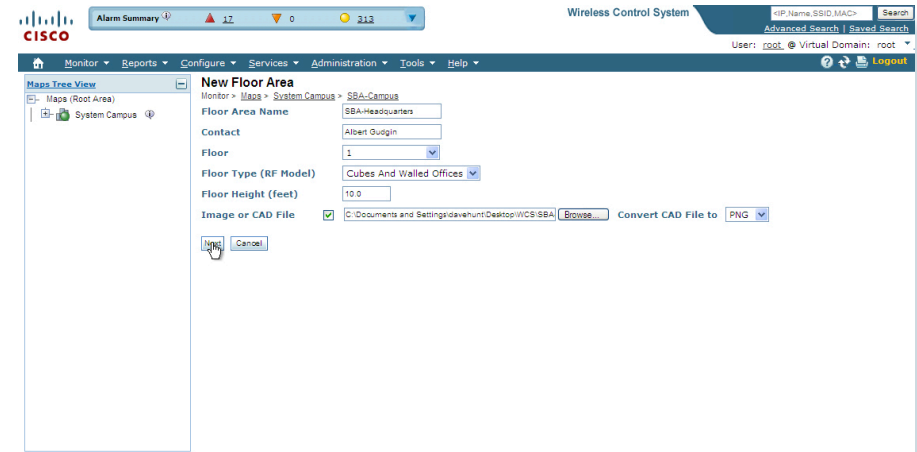 Wireless Control System
<IP,Name,SSID,MAC> Search
Alarm Summary 17 0 313
CISCO
Advanced Search | Saved Search
User: root @ Virtual Domain: root
Monitor Reports Configure Services Administration Tools Help Logout
Maps Tree View
Maps (Root Area)
System Campus
New Floor Area
Monitor > Maps > System Campus > SBA-Campus
Floor Area Name SBA-Headquarters
Contact Albert Gudgin
Floor 1
Floor Type (RF Model) Cubes And Walled Offices
Floor Height (feet) 10.0
Image or CAD File C:\Documents and Settings\davehunt\Desktop\WCS\SBA Browse... Convert CAD File to PNG
Next Cancel